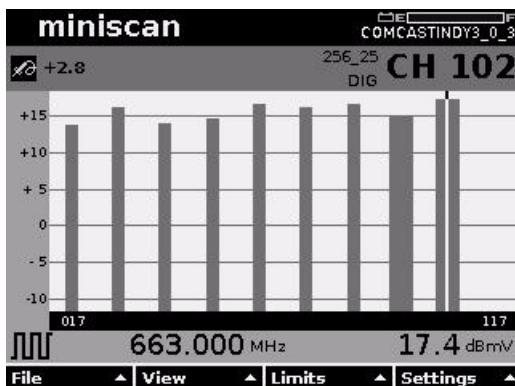 miniscan
E F
COMCASTINDY3_0_3
+2.8
256_25
DIG
CH 102
+15
+10
+ 5
0
- 5
-10
017
117
663.000 MHz
17.4 dBmV
File View Limits Settings